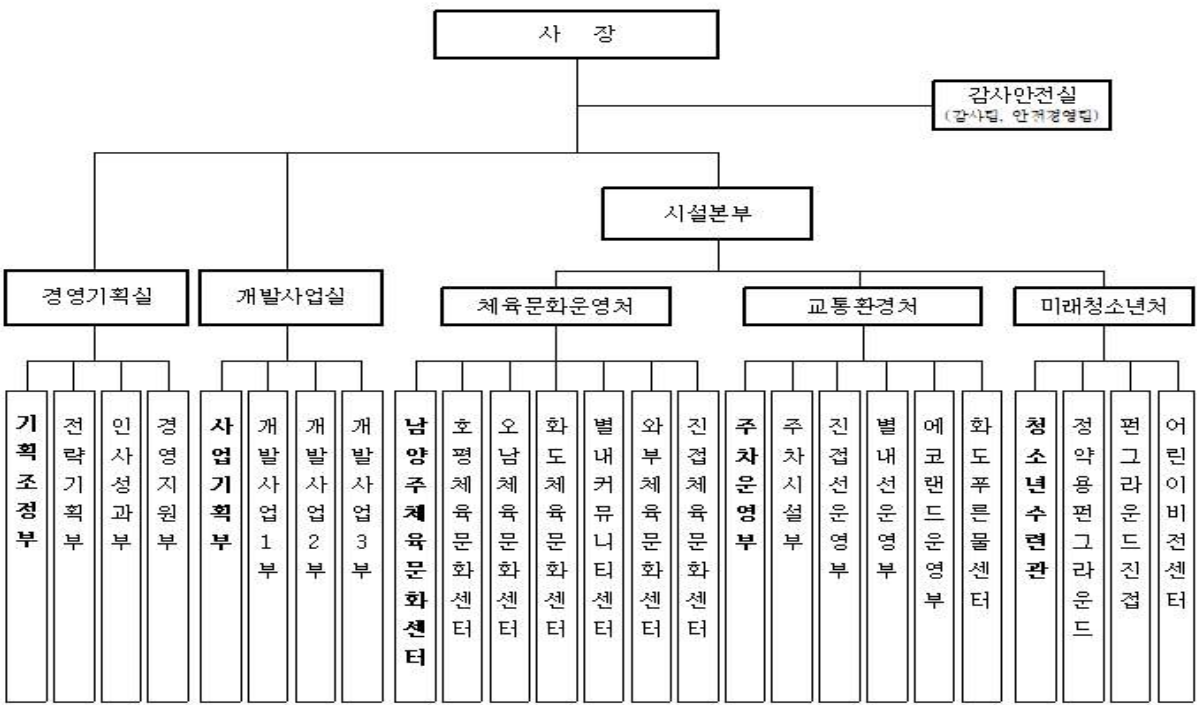 사 장
감사안전실
(감사팀, 안전경영팀)
시설본부
경영기획실
개발사업실
체육문화운영처
교통환경처
미래청소년처
기획조정부
전략기획부
인사성과부
경영지원부
사업기획부
개발사업1부
개발사업2부
개발사업3부
남양주체육문화센터
호평체육문화센터
오남체육문화센터
화도체육문화센터
별내커뮤니티센터
와부체육문화센터
진접체육문화센터
주차운영부
주차시설부
진접선운영부
별내선운영부
에코랜드운영부
화도푸른물센터
청소년수련관
정약용펀그라운드
펀그라운드진접
어린이비전센터